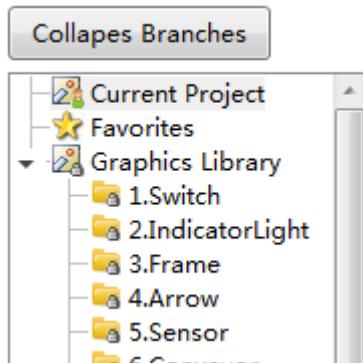 Collapes Branches
Current Project
Favorites
Graphics Library
1.Switch
2.IndicatorLight
3.Frame
4.Arrow
5.Sensor